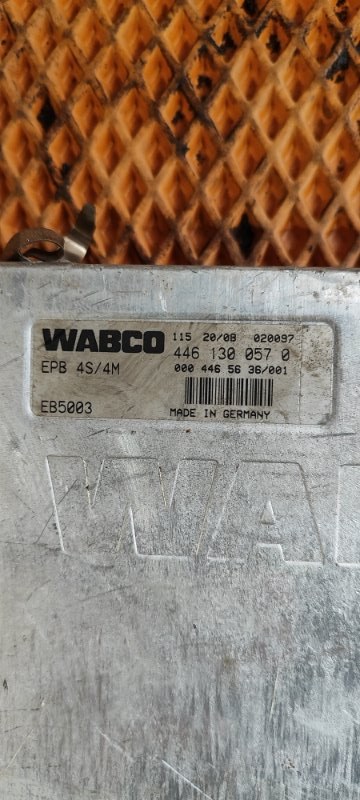 WABCO 115 20/08 020097
446 130 057 0
EPB 4S/4M 000 446 56 36/001
EB5003
MADE IN GERMANY
WA